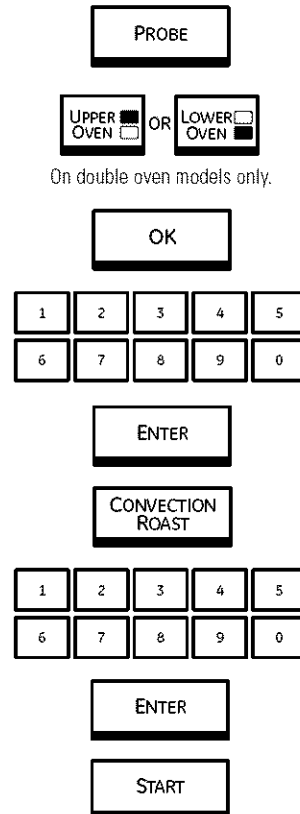 PROBE
UPPER OVEN OR LOWER OVEN
On double oven models only.
OK
1 2 3 4 5
6 7 8 9 0
ENTER
CONVECTION
ROAST
1 2 3 4 5
6 7 8 9 0
ENTER
START